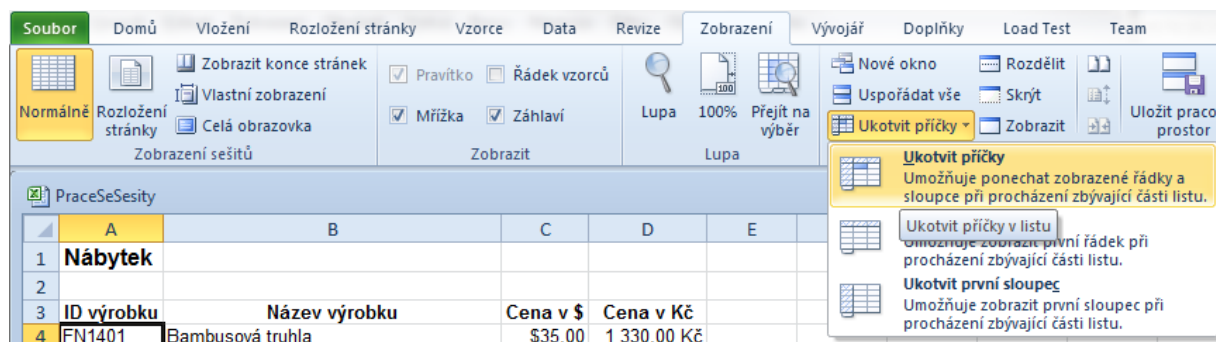 Soubor Domů Vložení Rozložení stránky Vzorce Data Revize Zobrazení Vývojář Doplňky Load Test Team
Normálně
Rozložení
stránky
Zobrazit konce stránek
Vlastní zobrazení
Celá obrazovka
Zobrazení sešitů
Pravítko Řádek vzorců
Mřížka Záhlaví
Zobrazit
Lupa
100%
Přejít na
výběr
Lupa
Nové okno
Uspořádat vše
Ukotvit příčky
Rozdělit
Skrýt
Zobrazit
Uložit praco
prostor
Ukotvit příčky
Umožňuje ponechat zobrazené řádky a
sloupce při procházení zbývající části listu.
Ukotvit příčky v listu
Umožňuje zobrazit první řádek při
procházení zbývající části listu.
Ukotvit první sloupec
Umožňuje zobrazit první sloupec při
procházení zbývající části listu.
PraceSeSesity
A B C D E
1 Nábytek
2
3 ID výrobku Název výrobku Cena v $ Cena v Kč
4 FN1401 Bambusová truhla $35.00 1 330.00 Kč